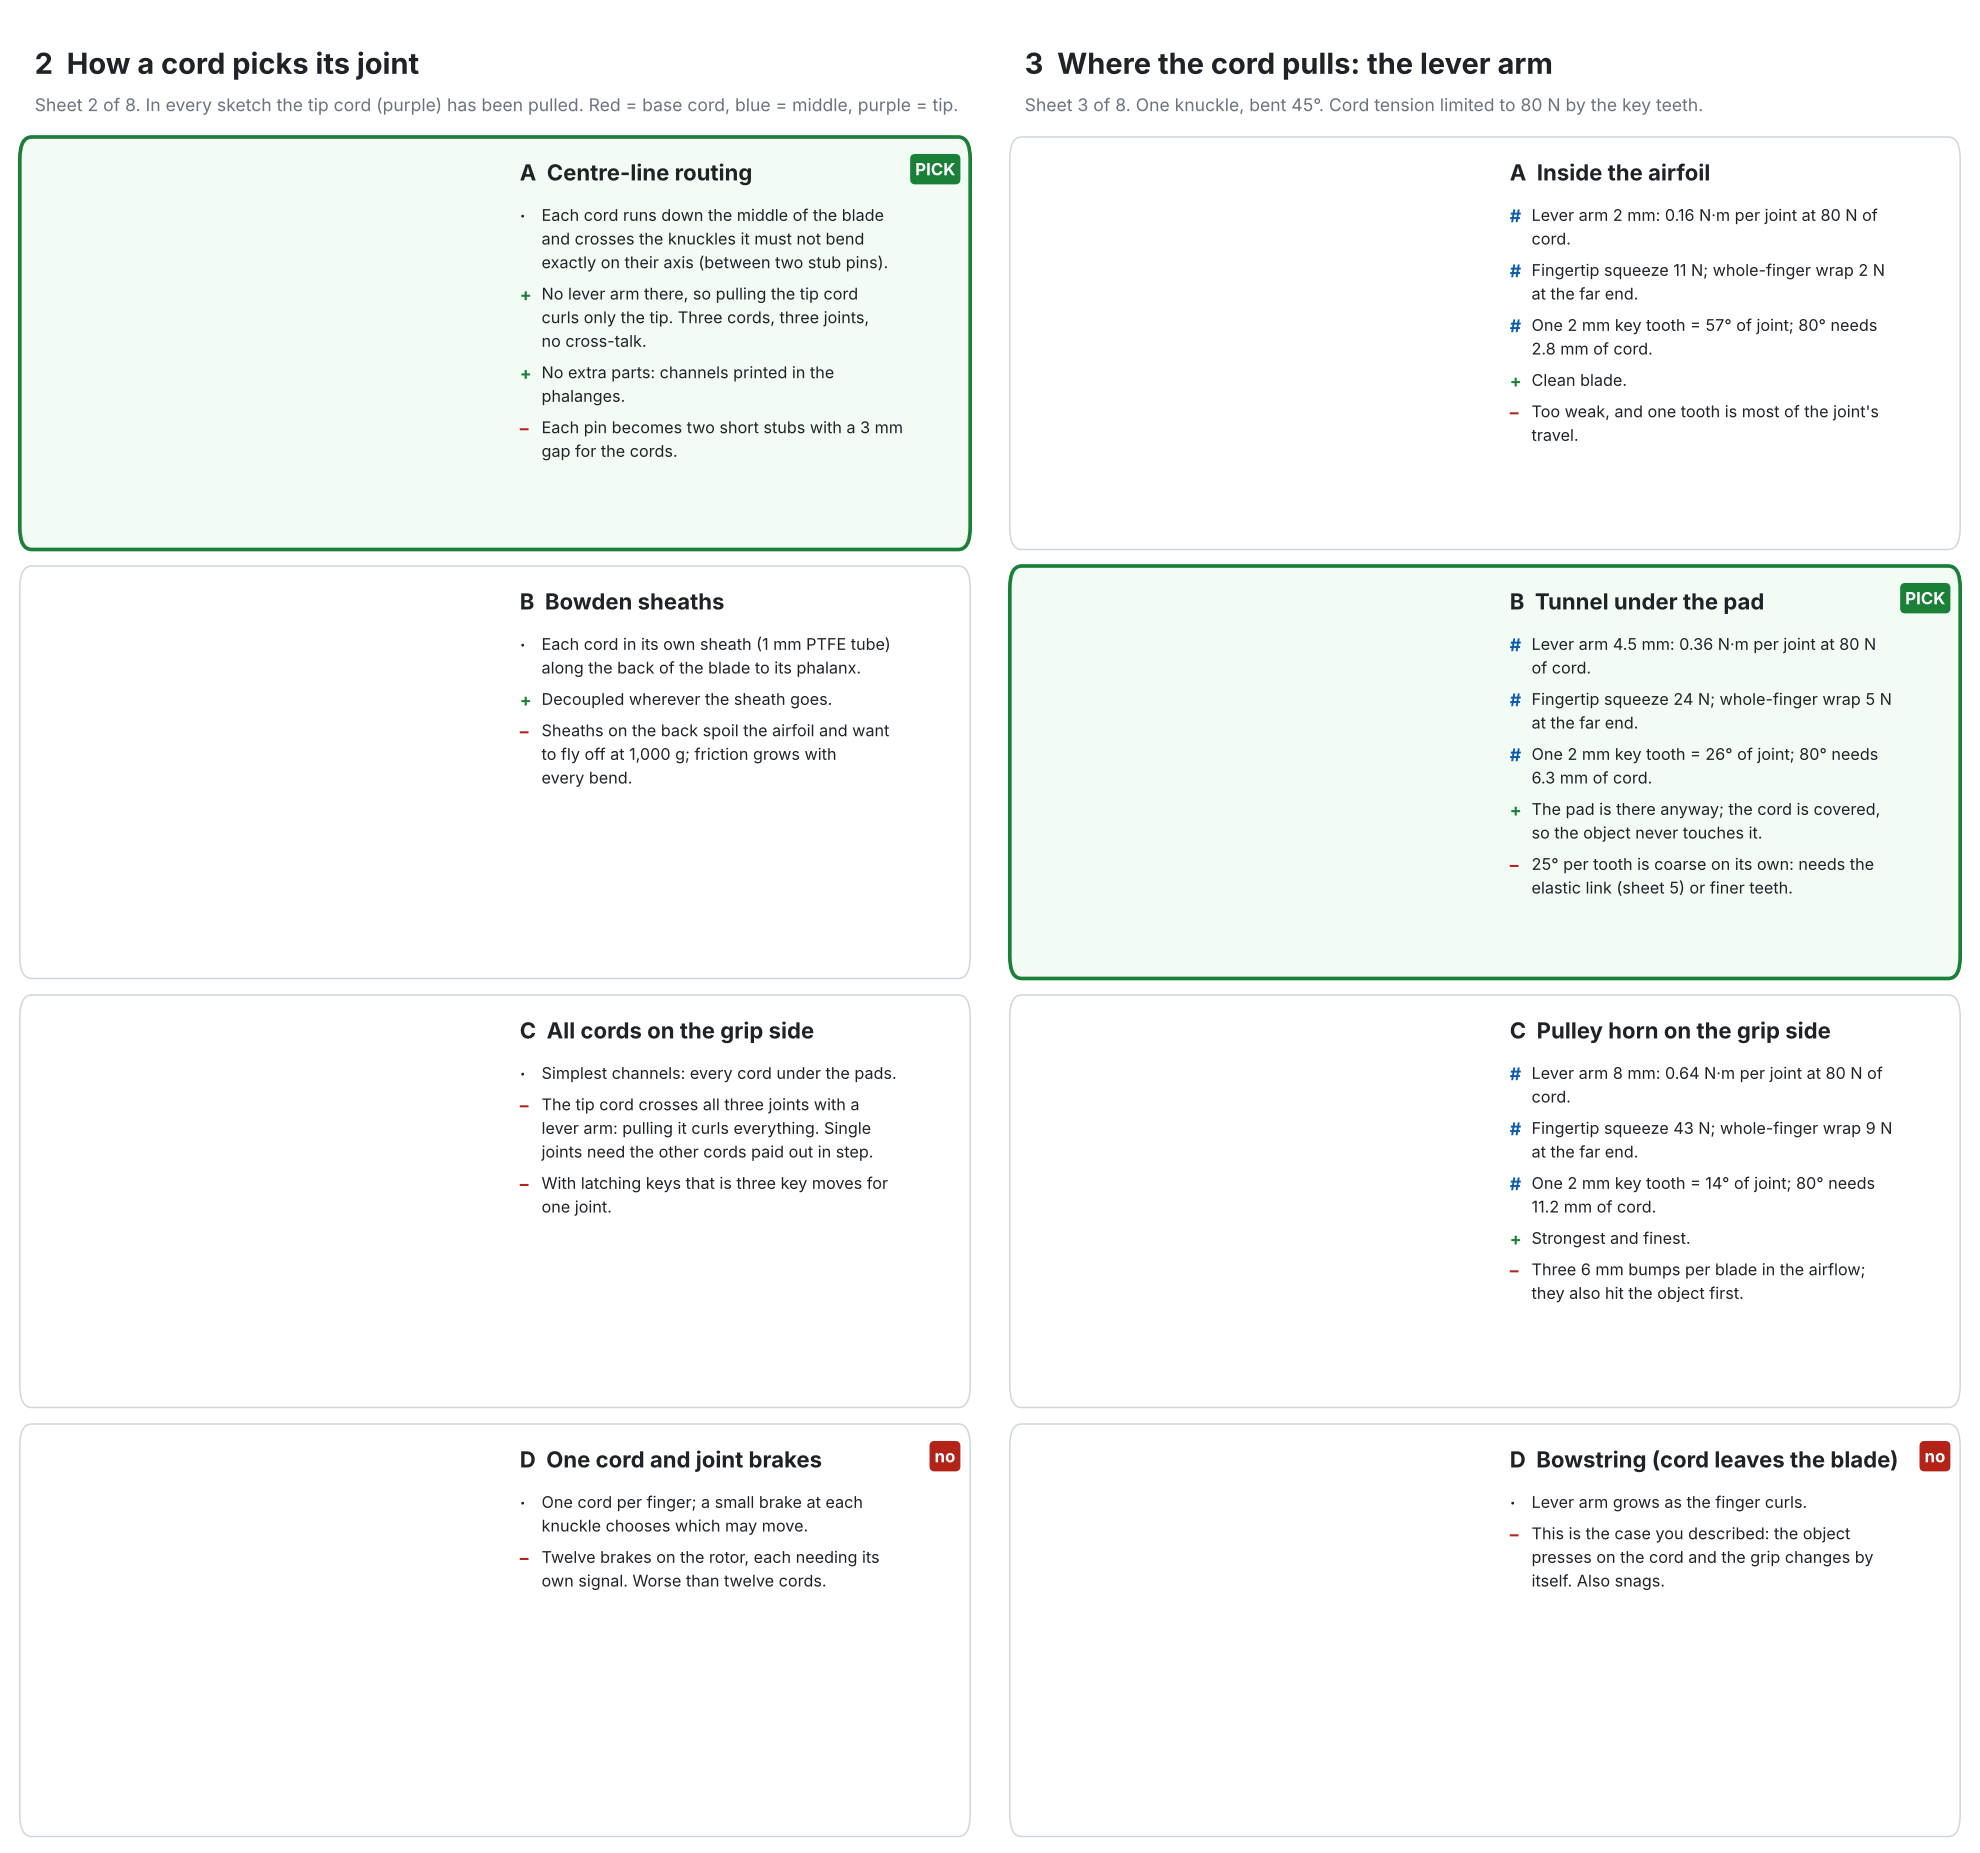 2 How a cord picks its joint
Sheet 2 of 8. In every sketch the tip cord (purple) has been pulled. Red = base cord, blue = middle, purple = tip.
A Centre-line routing
PICK
· Each cord runs down the middle of the blade
and crosses the knuckles it must not bend
exactly on their axis (between two stub pins).
+ No lever arm there, so pulling the tip cord
curls only the tip. Three cords, three joints,
no cross-talk.
+ No extra parts: channels printed in the
phalanges.
– Each pin becomes two short stubs with a 3 mm
gap for the cords.
B Bowden sheaths
· Each cord in its own sheath (1 mm PTFE tube)
along the back of the blade to its phalanx.
+ Decoupled wherever the sheath goes.
– Sheaths on the back spoil the airfoil and want
to fly off at 1,000 g; friction grows with
every bend.
C All cords on the grip side
· Simplest channels: every cord under the pads.
– The tip cord crosses all three joints with a
lever arm: pulling it curls everything. Single
joints need the other cords paid out in step.
– With latching keys that is three key moves for
one joint.
D One cord and joint brakes
no
· One cord per finger; a small brake at each
knuckle chooses which may move.
– Twelve brakes on the rotor, each needing its
own signal. Worse than twelve cords.
3 Where the cord pulls: the lever arm
Sheet 3 of 8. One knuckle, bent 45°. Cord tension limited to 80 N by the key teeth.
A Inside the airfoil
# Lever arm 2 mm: 0.16 N·m per joint at 80 N of
cord.
# Fingertip squeeze 11 N; whole-finger wrap 2 N
at the far end.
# One 2 mm key tooth = 57° of joint; 80° needs
2.8 mm of cord.
+ Clean blade.
– Too weak, and one tooth is most of the joint's
travel.
B Tunnel under the pad
PICK
# Lever arm 4.5 mm: 0.36 N·m per joint at 80 N
of cord.
# Fingertip squeeze 24 N; whole-finger wrap 5 N
at the far end.
# One 2 mm key tooth = 26° of joint; 80° needs
6.3 mm of cord.
+ The pad is there anyway; the cord is covered,
so the object never touches it.
– 25° per tooth is coarse on its own: needs the
elastic link (sheet 5) or finer teeth.
C Pulley horn on the grip side
# Lever arm 8 mm: 0.64 N·m per joint at 80 N of
cord.
# Fingertip squeeze 43 N; whole-finger wrap 9 N
at the far end.
# One 2 mm key tooth = 14° of joint; 80° needs
11.2 mm of cord.
+ Strongest and finest.
– Three 6 mm bumps per blade in the airflow;
they also hit the object first.
D Bowstring (cord leaves the blade)
no
· Lever arm grows as the finger curls.
– This is the case you described: the object
presses on the cord and the grip changes by
itself. Also snags.